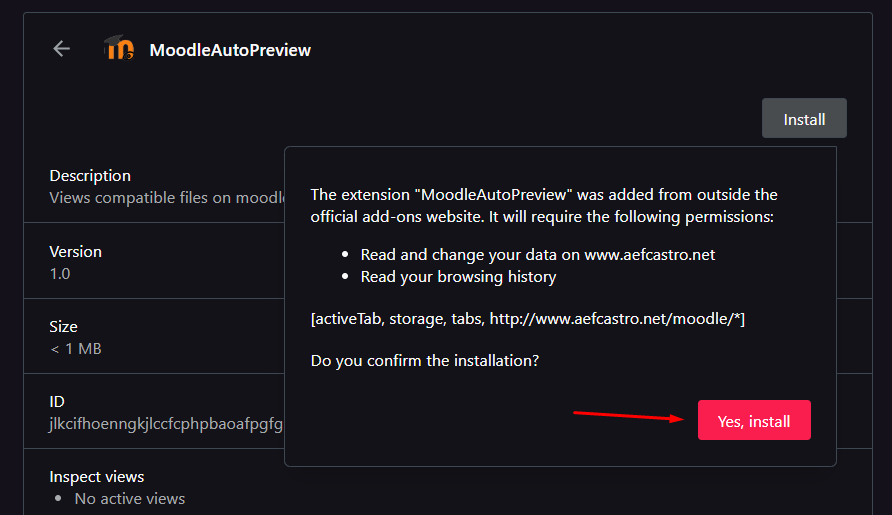 MoodleAutoPreview
Install
Description
Views compatible files on moodle
The extension "MoodleAutoPreview" was added from outside the
official add-ons website. It will require the following permissions:
• Read and change your data on www.aefcastro.net
• Read your browsing history
[activeTab, storage, tabs, http://www.aefcastro.net/moodle/*]
Do you confirm the installation?
Yes, install
Version
1.0
Size
< 1 MB
ID
jlkcifhoenngkjlccfcphpbaoafpgfg
Inspect views
• No active views